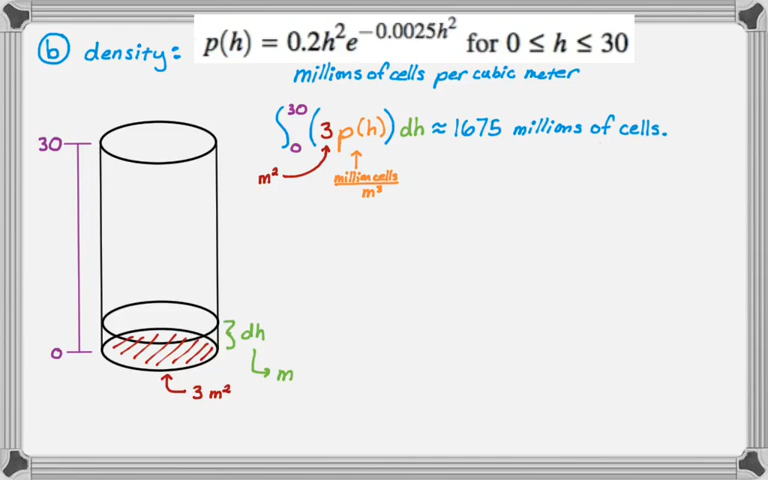 b density: p(h) = 0.2h²e^−0.0025h² for 0 ≤ h ≤ 30
millions of cells per cubic meter
∫₀³⁰ (3 p(h)) dh ≈ 1675 millions of cells.
m²
million cells / m³
30
0
} dh
m
3 m²